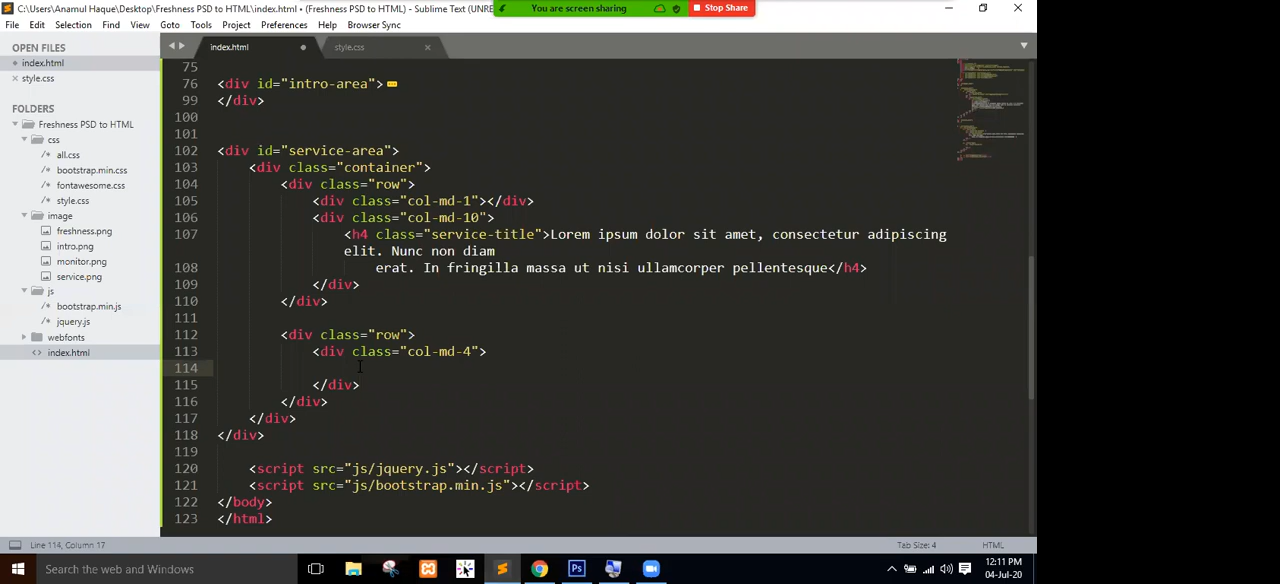 C:\Users\Anamul Haque\Desktop\Freshness PSD to HTML\index.html • (Freshness PSD to HTML) - Sublime Text (UNRE
You are screen sharing
Stop Share
File Edit Selection Find View Goto Tools Project Preferences Help Browser Sync
OPEN FILES
index.html
style.css
FOLDERS
Freshness PSD to HTML
css
/* all.css
/* bootstrap.min.css
/* fontawesome.css
/* style.css
image
freshness.png
intro.png
monitor.png
service.png
js
/* bootstrap.min.js
/* jquery.js
webfonts
<> index.html
index.html
style.css
75
76 <div id="intro-area">
99 </div>
100
101
102 <div id="service-area">
103 <div class="container">
104 <div class="row">
105 <div class="col-md-1"></div>
106 <div class="col-md-10">
107 <h4 class="service-title">Lorem ipsum dolor sit amet, consectetur adipiscing
elit. Nunc non diam
108 erat. In fringilla massa ut nisi ullamcorper pellentesque</h4>
109 </div>
110 </div>
111
112 <div class="row">
113 <div class="col-md-4">
114
115 </div>
116 </div>
117 </div>
118 </div>
119
120 <script src="js/jquery.js"></script>
121 <script src="js/bootstrap.min.js"></script>
122 </body>
123 </html>
Line 114, Column 17
Tab Size: 4
HTML
Search the web and Windows
12:11 PM
04-Jul-20